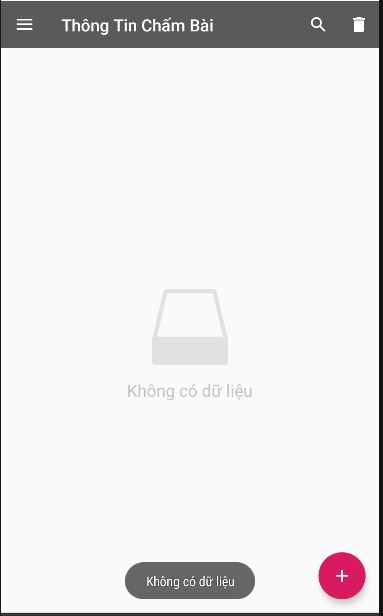 Thông Tin Chấm Bài
Không có dữ liệu
Không có dữ liệu